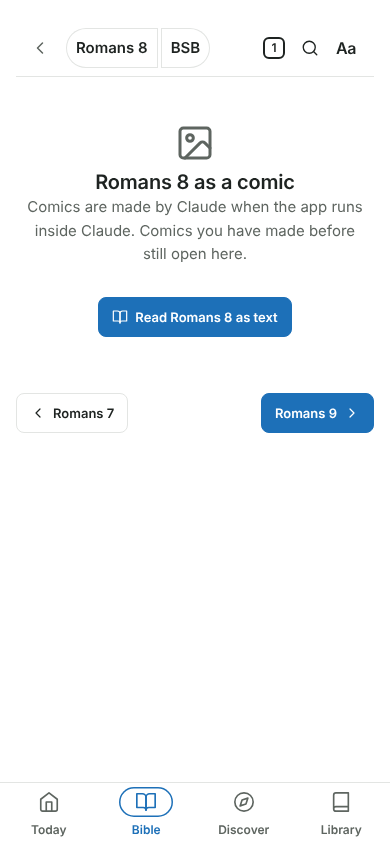 Romans 8
BSB
1
Aa
Romans 8 as a comic
Comics are made by Claude when the app runs
inside Claude. Comics you have made before
still open here.
Read Romans 8 as text
Romans 7
Romans 9
Today
Bible
Discover
Library